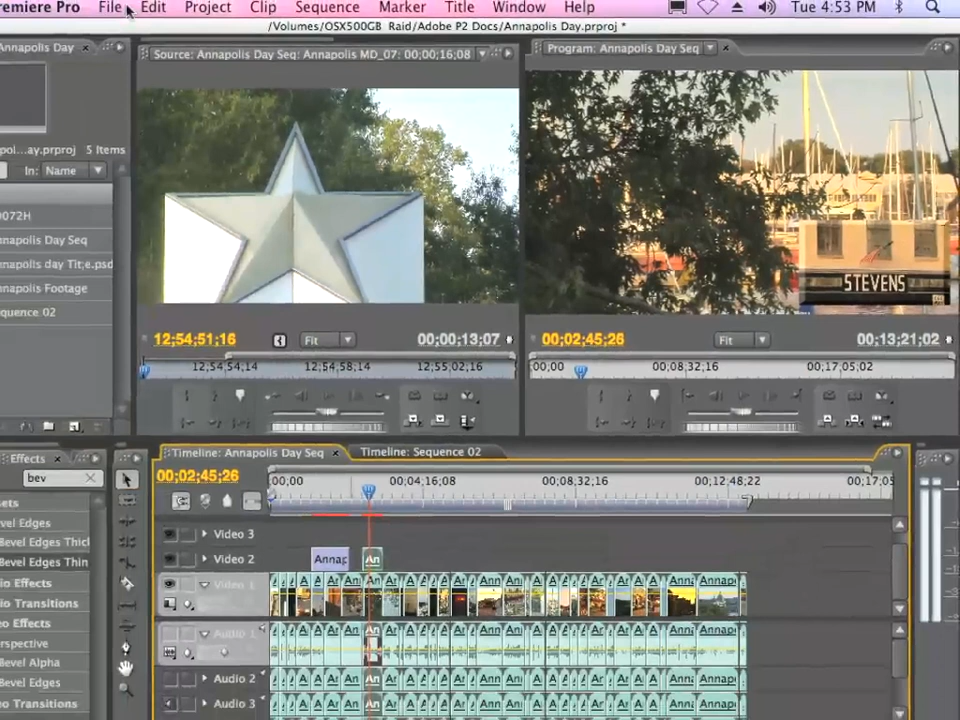 remiere Pro File Edit Project Clip Sequence Marker Title Window Help Tue 4:53 PM
/Volumes/OSX500GB Raid/Adobe P2 Docs/Annapolis Day.prproj *
Annapolis Day × Source: Annapolis Day Seq: Annapolis MD_07: 00;00;16;08 Program: Annapolis Day Seq ×
pol...ay.prproj 5 Items
In: Name
0072H
nnapolis Day Seq
nnapolis day Tit;e.psd
nnapolis Footage
equence 02
STEVENS
12;54;51;16 Fit 00;00;13;07 00;02;45;26 Fit 00;13;21;02
12;54;54;14 12;54;58;14 12;55;02;16 00;00 00;08;32;16 00;17;05;02
Effects × Timeline: Annapolis Day Seq × Timeline: Sequence 02
bev
00;02;45;26
00;00 00;04;16;08 00;08;32;16 00;12;48;22 00;17;05
sets
evel Edges
Bevel Edges Thick
Bevel Edges Thin
io Effects
io Transitions
eo Effects
rspective
Bevel Alpha
Bevel Edges
eo Transitions
Video 3
Video 2 Annap An
Video 1
Audio 1
Audio 2
Audio 3